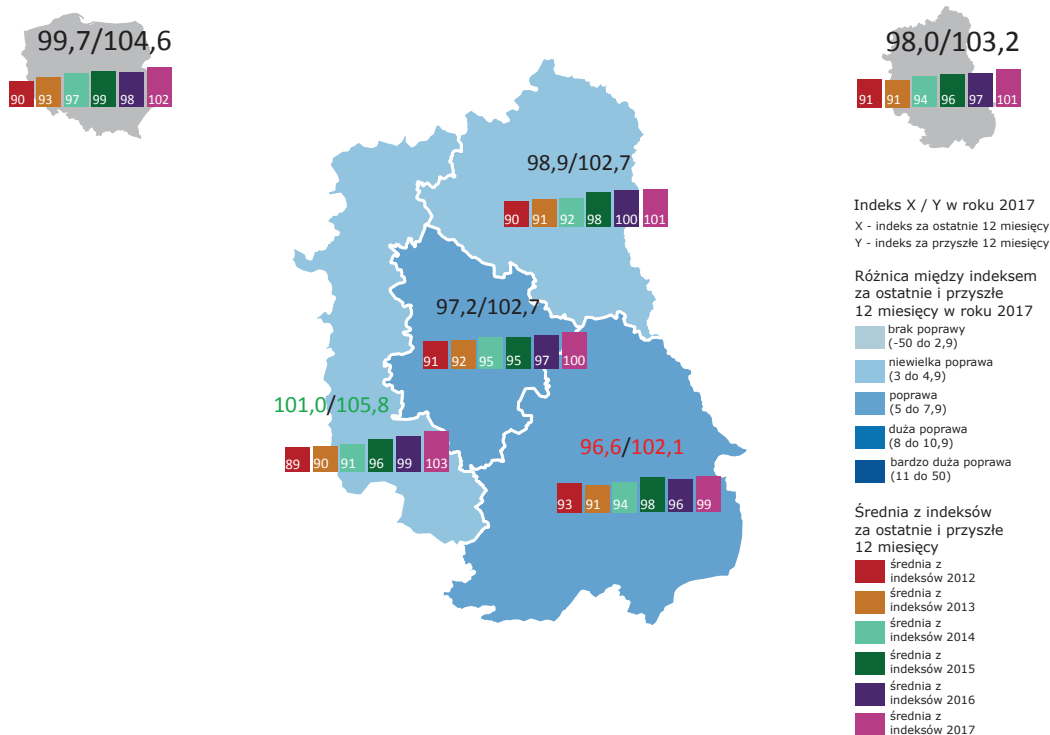 99,7/104,6
90 93 97 99 98 102
98,0/103,2
91 91 94 96 97 101
98,9/102,7
90 91 92 98 100 101
97,2/102,7
91 92 95 95 97 100
101,0/105,8
89 90 91 96 99 103
96,6/102,1
93 91 94 98 96 99
Indeks X / Y w roku 2017
X - indeks za ostatnie 12 miesięcy
Y - indeks za przyszłe 12 miesięcy
Różnica między indeksem
za ostatnie i przyszłe
12 miesięcy w roku 2017
brak poprawy
(-50 do 2,9)
niewielka poprawa
(3 do 4,9)
poprawa
(5 do 7,9)
duża poprawa
(8 do 10,9)
bardzo duża poprawa
(11 do 50)
Średnia z indeksów
za ostatnie i przyszłe
12 miesięcy
średnia z
indeksów 2012
średnia z
indeksów 2013
średnia z
indeksów 2014
średnia z
indeksów 2015
średnia z
indeksów 2016
średnia z
indeksów 2017